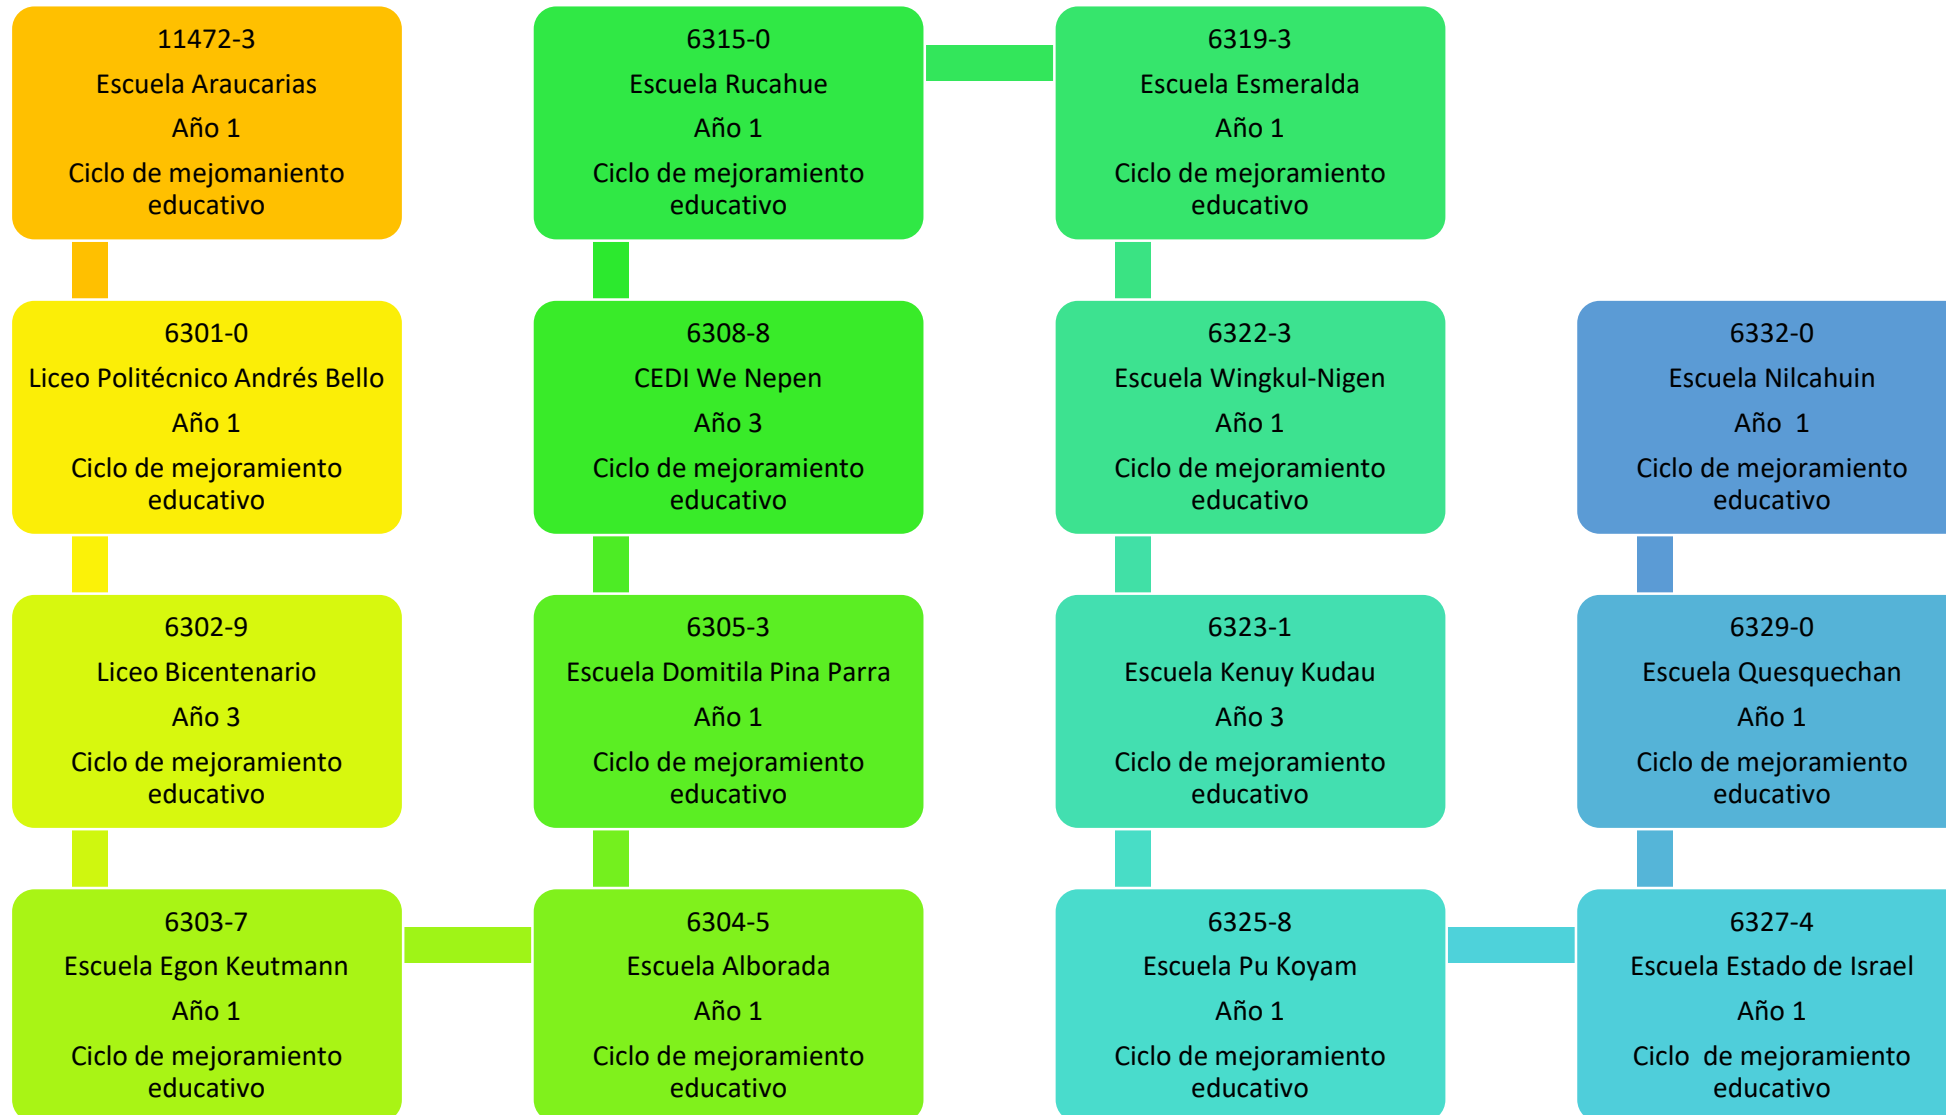 11472-3
Escuela Araucarias
Año 1
Ciclo de mejomaniento
educativo
6301-0
Liceo Politécnico Andrés Bello
Año 1
Ciclo de mejoramiento
educativo
6302-9
Liceo Bicentenario
Año 3
Ciclo de mejoramiento
educativo
6303-7
Escuela Egon Keutmann
Año 1
Ciclo de mejoramiento
educativo
6304-5
Escuela Alborada
Año 1
Ciclo de mejoramiento
educativo
6305-3
Escuela Domitila Pina Parra
Año 1
Ciclo de mejoramiento
educativo
6308-8
CEDI We Nepen
Año 3
Ciclo de mejoramiento
educativo
6315-0
Escuela Rucahue
Año 1
Ciclo de mejoramiento
educativo
6319-3
Escuela Esmeralda
Año 1
Ciclo de mejoramiento
educativo
6322-3
Escuela Wingkul-Nigen
Año 1
Ciclo de mejoramiento
educativo
6323-1
Escuela Kenuy Kudau
Año 3
Ciclo de mejoramiento
educativo
6325-8
Escuela Pu Koyam
Año 1
Ciclo de mejoramiento
educativo
6327-4
Escuela Estado de Israel
Año 1
Ciclo  de mejoramiento
educativo
6329-0
Escuela Quesquechan
Año 1
Ciclo de mejoramiento
educativo
6332-0
Escuela Nilcahuin
Año  1
Ciclo de mejoramiento
educativo